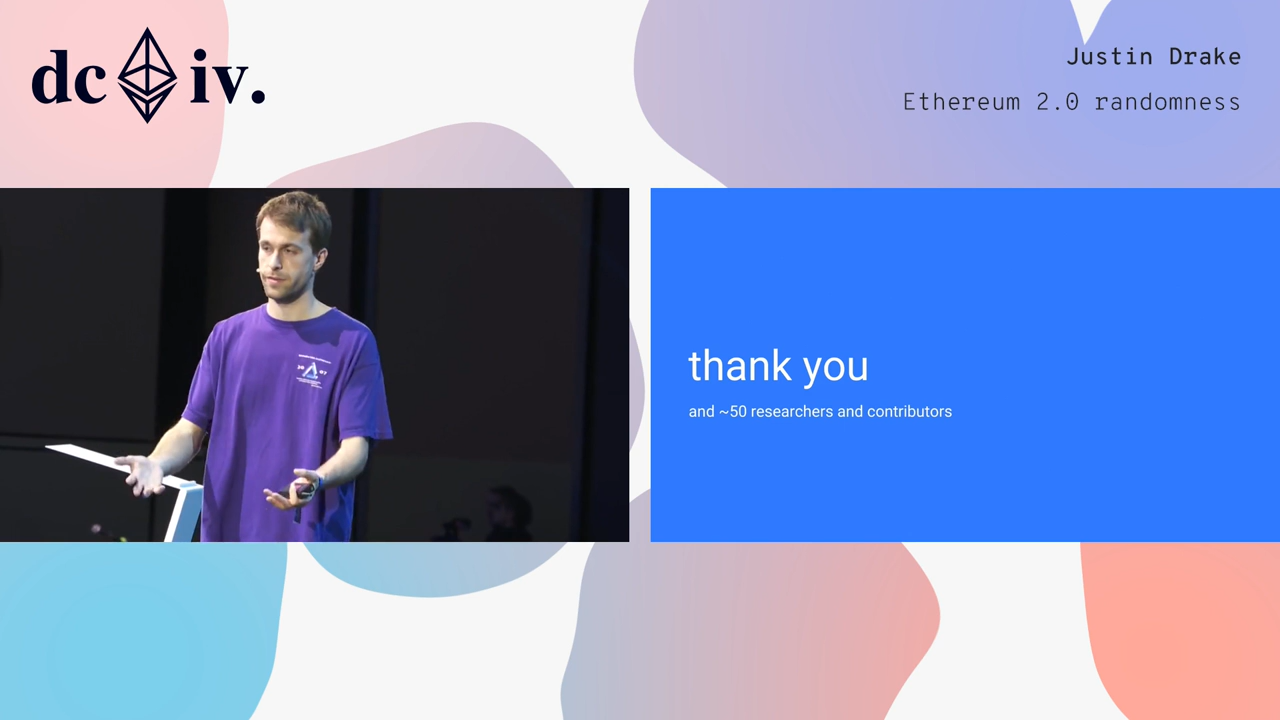 dc iv.
Justin Drake
Ethereum 2.0 randomness
thank you
and ~50 researchers and contributors